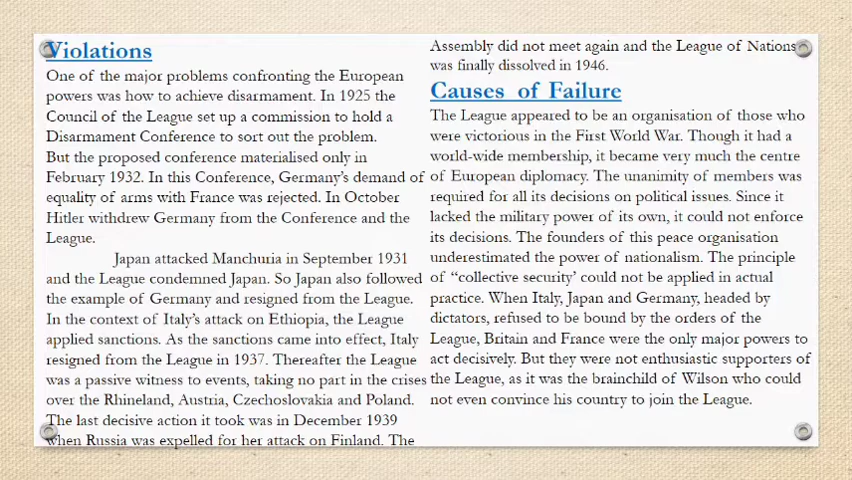 Violations
One of the major problems confronting the European
powers was how to achieve disarmament. In 1925 the
Council of the League set up a commission to hold a
Disarmament Conference to sort out the problem.
But the proposed conference materialised only in
February 1932. In this Conference, Germany's demand of
equality of arms with France was rejected. In October
Hitler withdrew Germany from the Conference and the
League.
Japan attacked Manchuria in September 1931
and the League condemned Japan. So Japan also followed
the example of Germany and resigned from the League.
In the context of Italy's attack on Ethiopia, the League
applied sanctions. As the sanctions came into effect, Italy
resigned from the League in 1937. Thereafter the League
was a passive witness to events, taking no part in the crises
over the Rhineland, Austria, Czechoslovakia and Poland.
The last decisive action it took was in December 1939
when Russia was expelled for her attack on Finland. The
Assembly did not meet again and the League of Nations
was finally dissolved in 1946.
Causes of Failure
The League appeared to be an organisation of those who
were victorious in the First World War. Though it had a
world-wide membership, it became very much the centre
of European diplomacy. The unanimity of members was
required for all its decisions on political issues. Since it
lacked the military power of its own, it could not enforce
its decisions. The founders of this peace organisation
underestimated the power of nationalism. The principle
of “collective security’ could not be applied in actual
practice. When Italy, Japan and Germany, headed by
dictators, refused to be bound by the orders of the
League, Britain and France were the only major powers to
act decisively. But they were not enthusiastic supporters of
the League, as it was the brainchild of Wilson who could
not even convince his country to join the League.